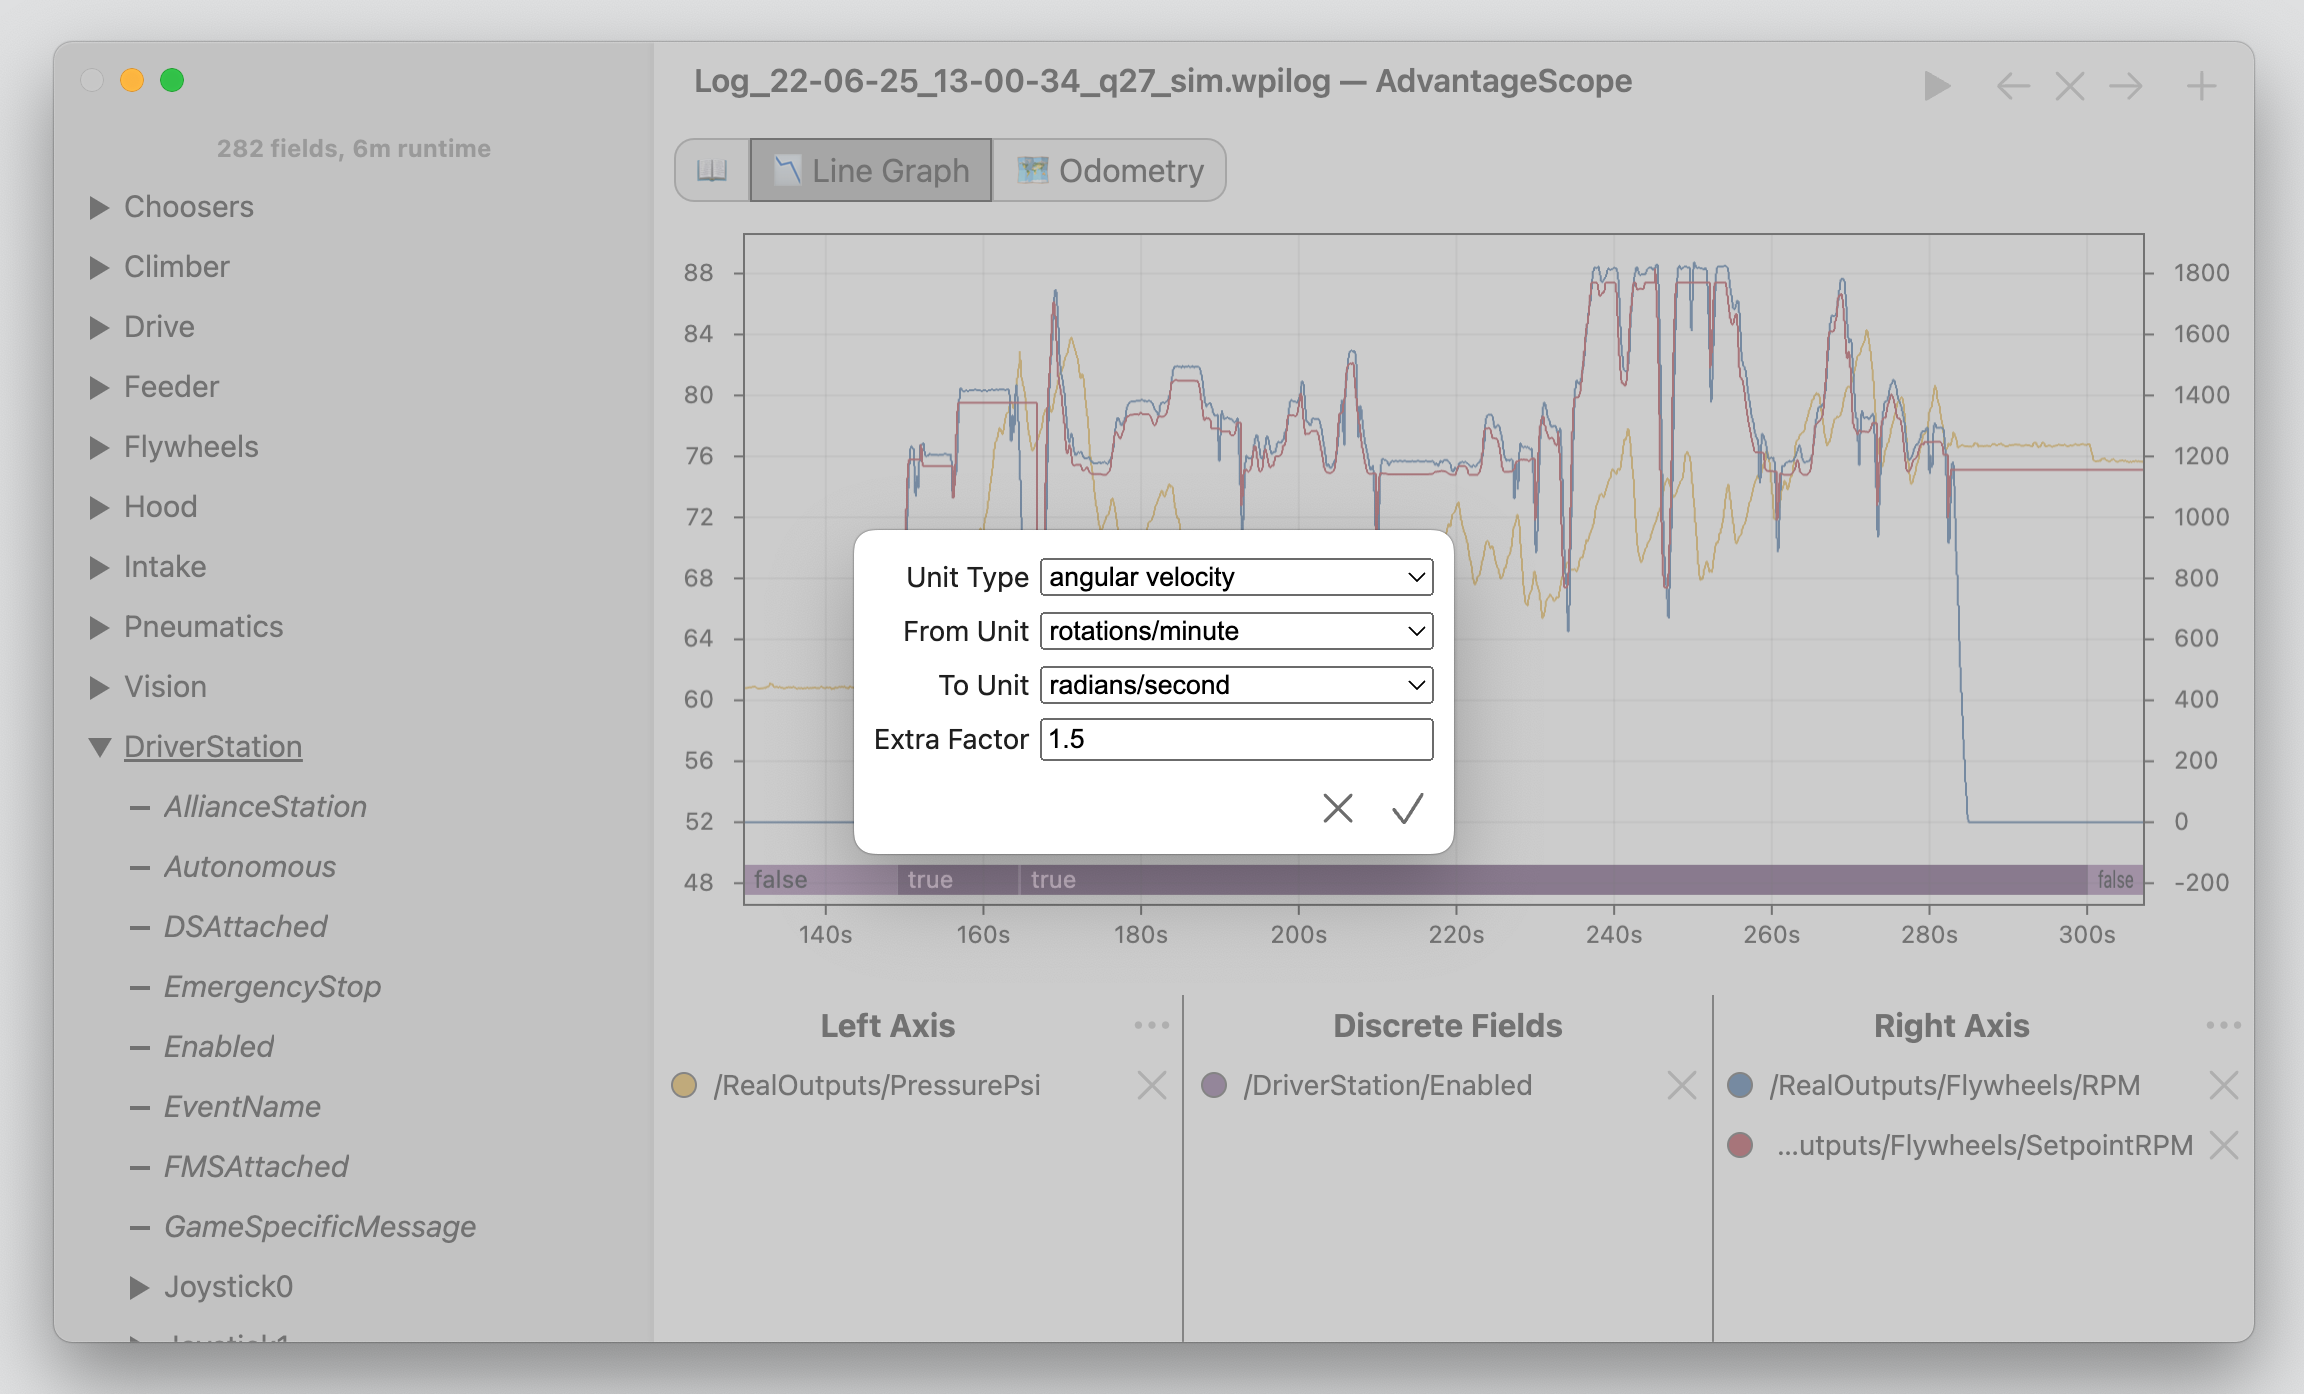 Log_22-06-25_13-00-34_q27_sim.wpilog — AdvantageScope
282 fields, 6m runtime
Choosers
Climber
Drive
Feeder
Flywheels
Hood
Intake
Pneumatics
Vision
DriverStation
AllianceStation
Autonomous
DSAttached
EmergencyStop
Enabled
EventName
FMSAttached
GameSpecificMessage
Joystick0
Joystick1
Line Graph
Odometry
88
84
80
76
72
68
64
60
56
52
48
1800
1600
1400
1200
1000
800
600
400
200
0
-200
Unit Type angular velocity
From Unit rotations/minute
To Unit radians/second
Extra Factor 1.5
false true true false
140s 160s 180s 200s 220s 240s 260s 280s 300s
Left Axis
/RealOutputs/PressurePsi
Discrete Fields
/DriverStation/Enabled
Right Axis
/RealOutputs/Flywheels/RPM
...utputs/Flywheels/SetpointRPM